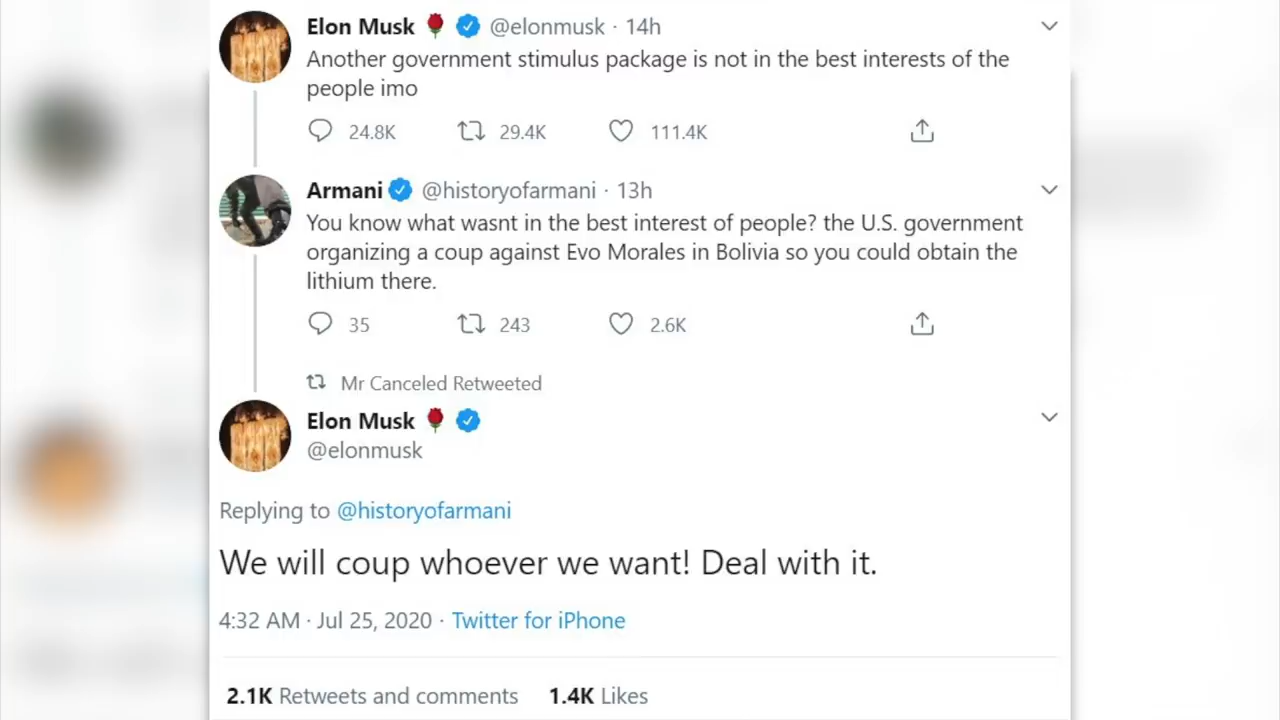 Elon Musk 🌹 @elonmusk · 14h
Another government stimulus package is not in the best interests of the
people imo
24.8K 29.4K 111.4K
Armani @historyofarmani · 13h
You know what wasnt in the best interest of people? the U.S. government
organizing a coup against Evo Morales in Bolivia so you could obtain the
lithium there.
35 243 2.6K
Mr Canceled Retweeted
Elon Musk 🌹
@elonmusk
Replying to @historyofarmani
We will coup whoever we want! Deal with it.
4:32 AM · Jul 25, 2020 · Twitter for iPhone
2.1K Retweets and comments 1.4K Likes